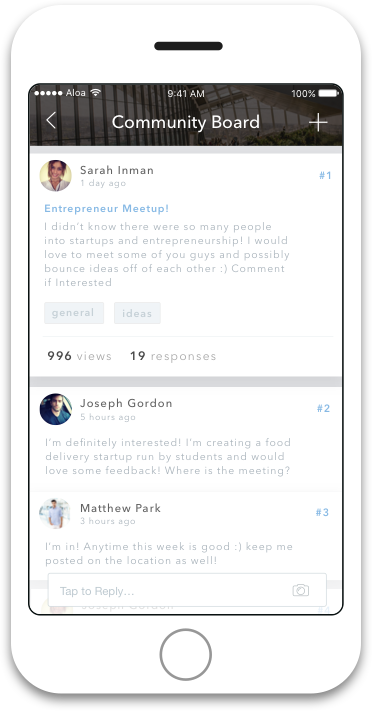 Aloa 9:41 AM 100%
Community Board
Sarah Inman
1 day ago
#1
Entrepreneur Meetup!
I didn't know there were so many people
into startups and entrepreneurship! I would
love to meet some of you guys and possibly
bounce ideas off of each other :) Comment
if Interested
general ideas
996 views 19 responses
Joseph Gordon
5 hours ago
#2
I'm definitely interested! I'm creating a food
delivery startup run by students and would
love some feedback! Where is the meeting?
Matthew Park
3 hours ago
#3
I'm in! Anytime this week is good :) keep me
posted on the location as well!
Tap to Reply...
Joseph Gordon